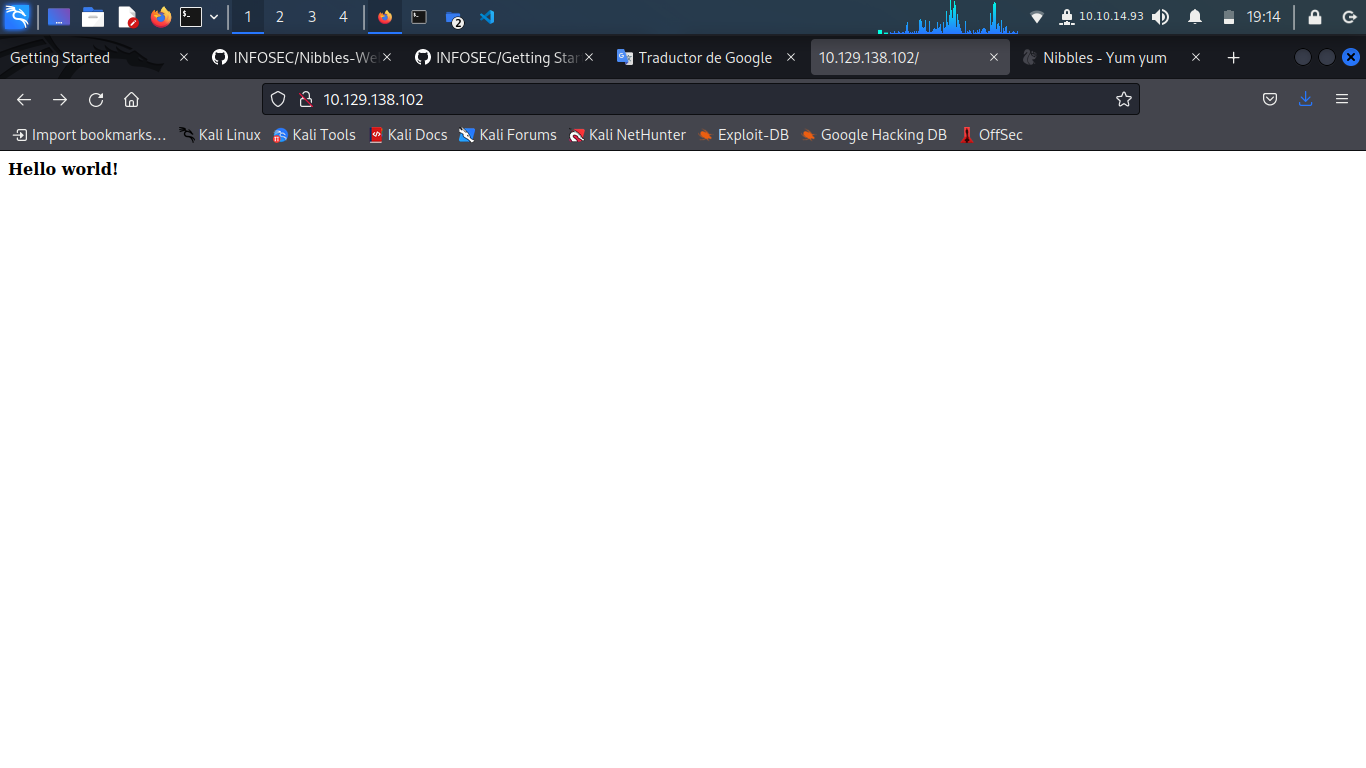 1 2 3 4 10.10.14.93 19:14
Getting Started INFOSEC/Nibbles-We INFOSEC/Getting Star Traductor de Google 10.129.138.102/ Nibbles - Yum yum
10.129.138.102
Import bookmarks... Kali Linux Kali Tools Kali Docs Kali Forums Kali NetHunter Exploit-DB Google Hacking DB OffSec
Hello world!